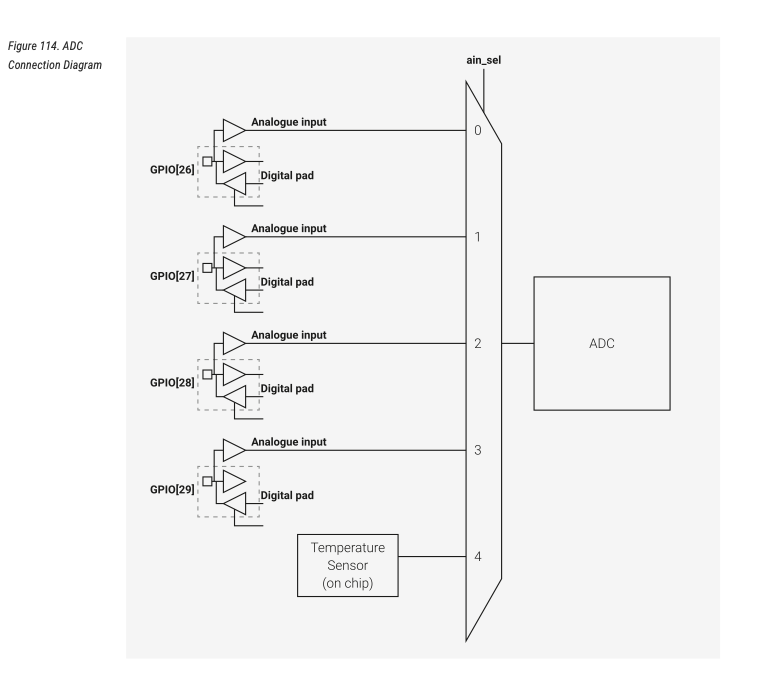 Figure 114. ADC
Connection Diagram
ain_sel
Analogue input
0
GPIO[26]
Digital pad
Analogue input
1
GPIO[27]
Digital pad
Analogue input
2
ADC
GPIO[28]
Digital pad
Analogue input
3
GPIO[29]
Digital pad
Temperature
Sensor
(on chip)
4